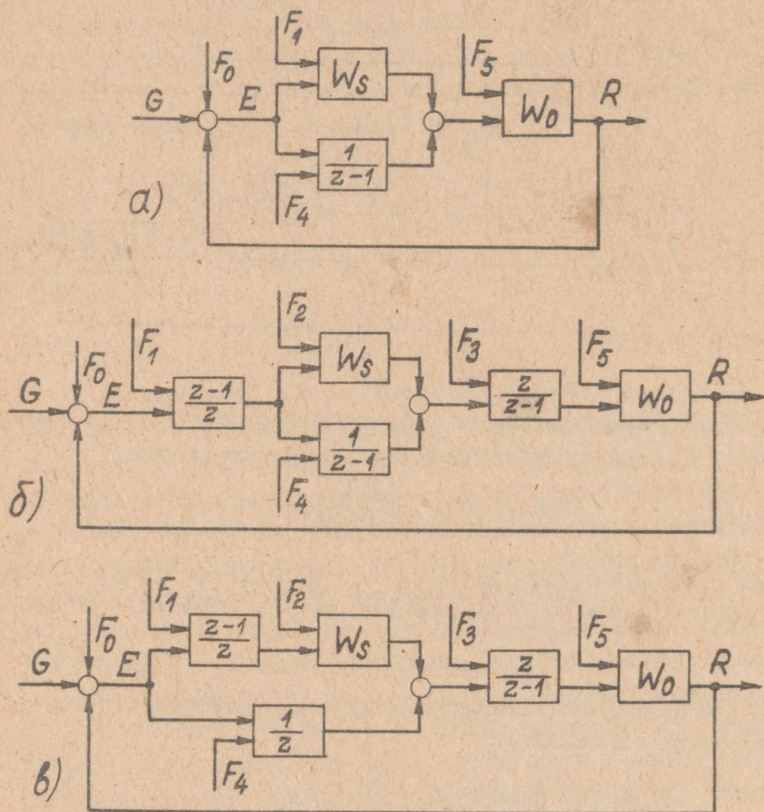 F₁
F₅
F₀
Wₛ
G
E
R
W₀
1/(z-1)
а)
F₄
F₂
F₁
F₃
F₅
F₀
Wₛ
R
G
E
(z-1)/z
z/(z-1)
W₀
1/(z-1)
F₄
б)
F₁
F₂
F₃
F₅
F₀
(z-1)/z
Wₛ
G
E
R
z/(z-1)
W₀
1/z
F₄
в)